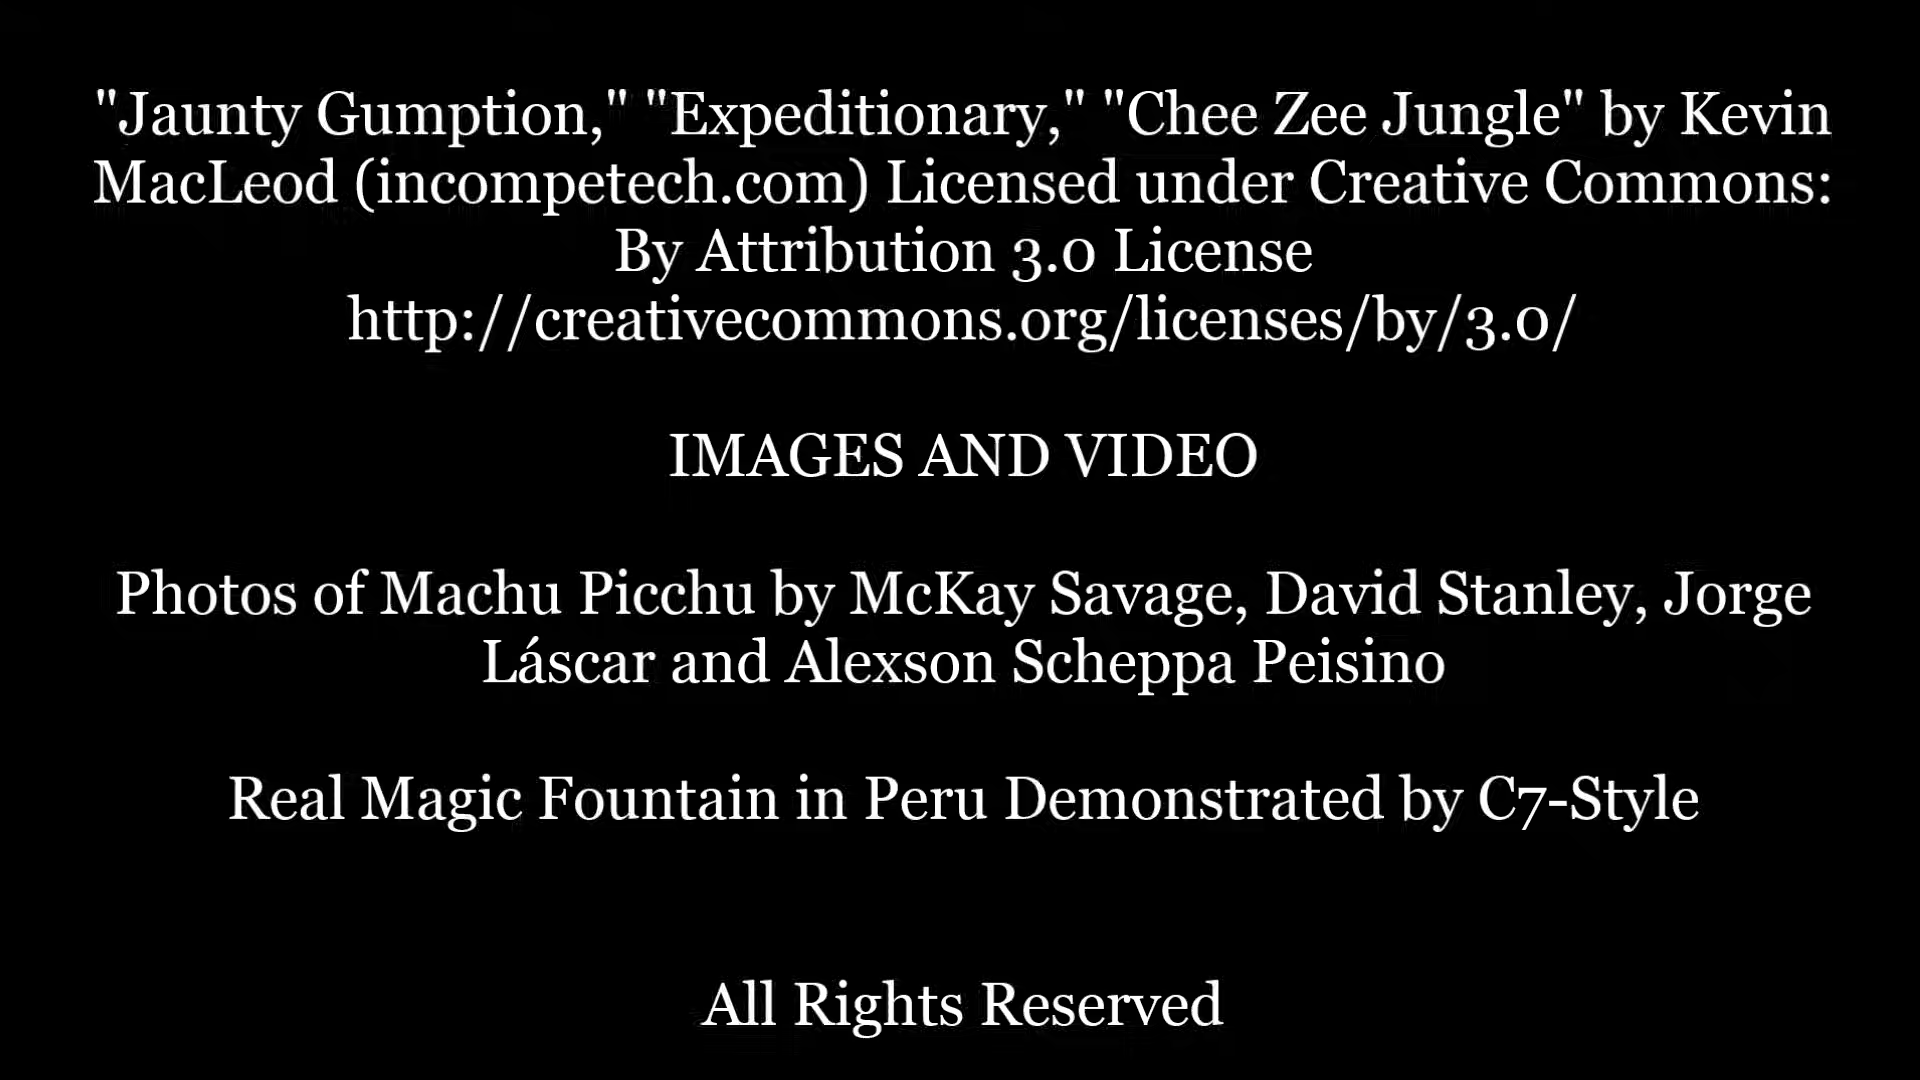 "Jaunty Gumption," "Expeditionary," "Chee Zee Jungle" by Kevin
MacLeod (incompetech.com) Licensed under Creative Commons:
By Attribution 3.0 License
http://creativecommons.org/licenses/by/3.0/
IMAGES AND VIDEO
Photos of Machu Picchu by McKay Savage, David Stanley, Jorge
Láscar and Alexson Scheppa Peisino
Real Magic Fountain in Peru Demonstrated by C7-Style
All Rights Reserved